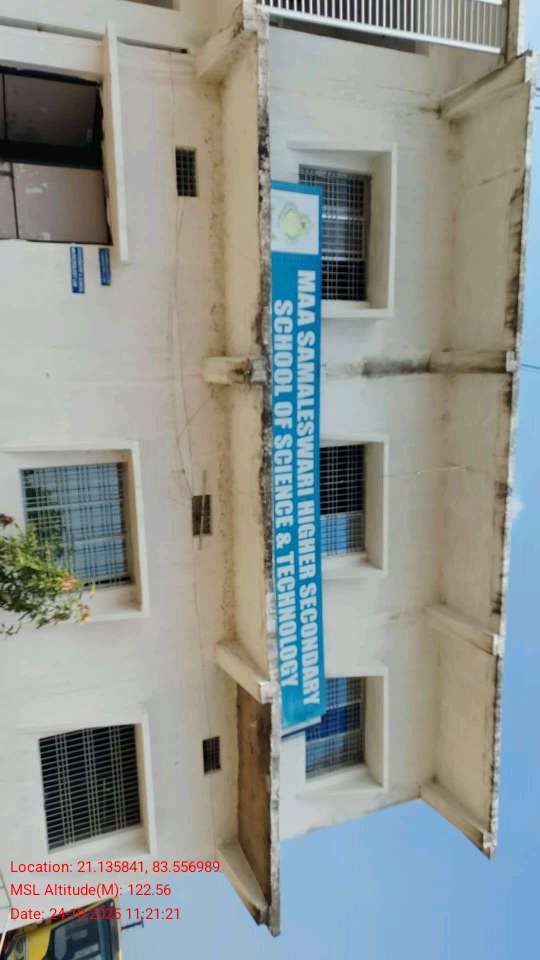 MAA SAMALESWARI HIGHER SECONDARY
SCHOOL OF SCIENCE & TECHNOLOGY
Location: 21.135841, 83.556989
MSL Altitude(M): 122.56
Date: 24-10-2025 11:21:21